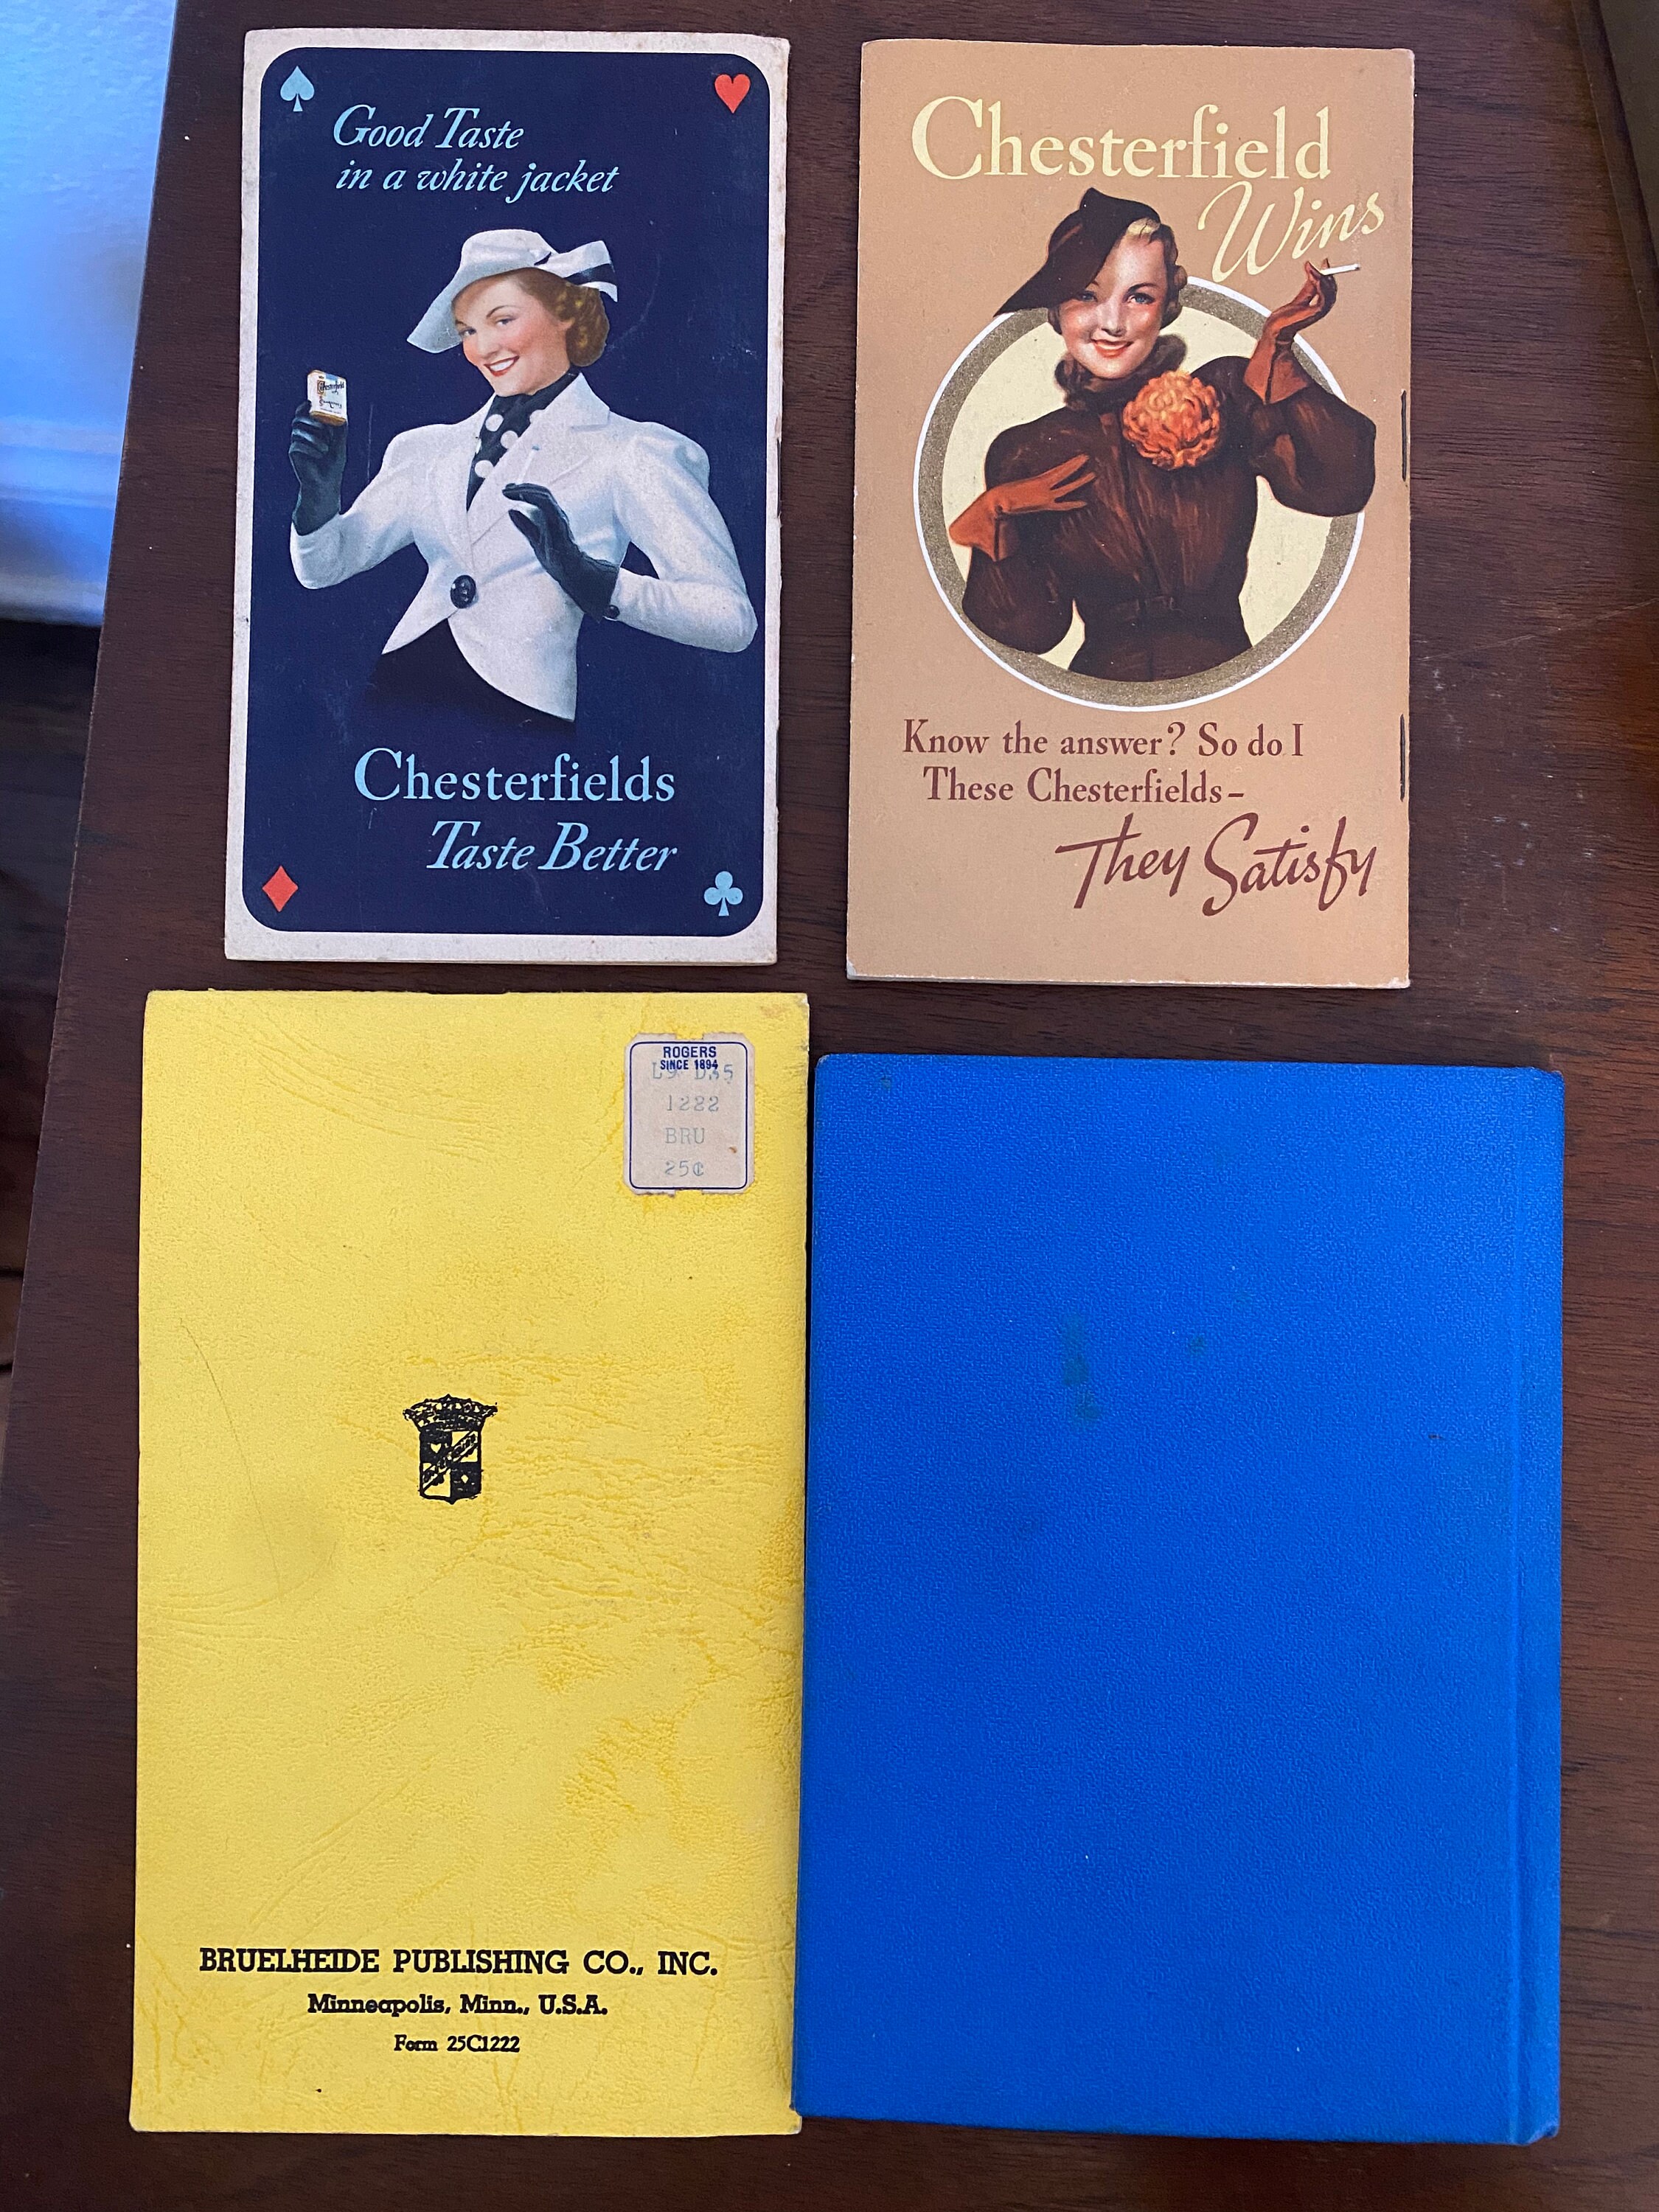 Good Taste
in a white jacket
Chesterfields
Taste Better
Chesterfield
Wins
Know the answer? So do I
These Chesterfields–
They Satisfy
ROGERS
SINCE 1894
1222
BRU
25¢
BRUELHEIDE PUBLISHING CO., INC.
Minneapolis, Minn., U.S.A.
Form 25C1222